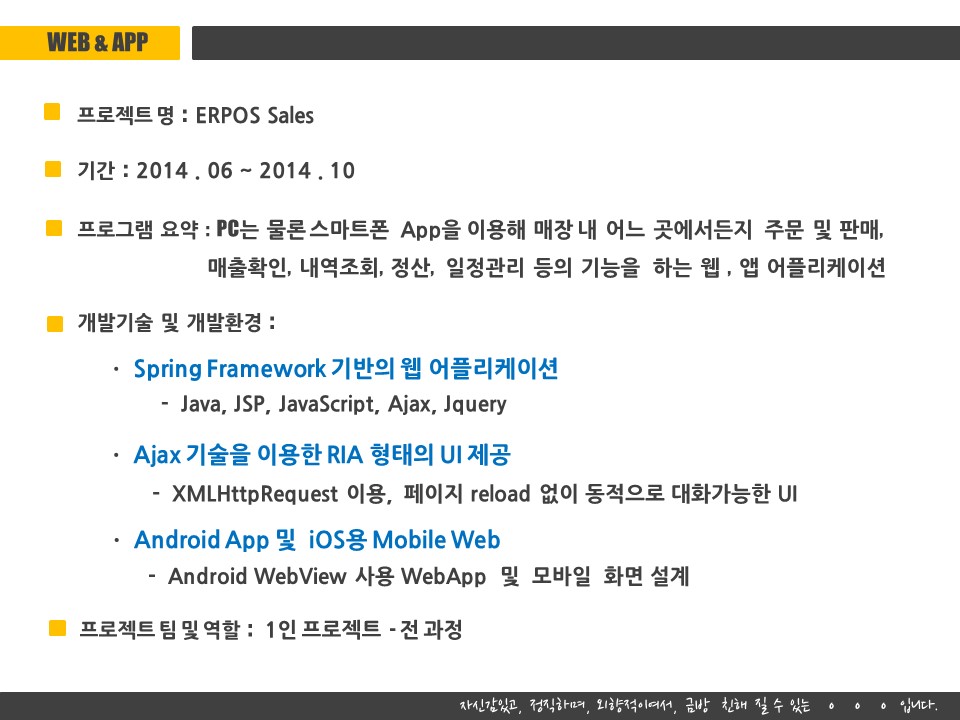 WEB & APP
프로젝트 명 : ERPOS Sales
기간 : 2014 . 06 ~ 2014 . 10
프로그램 요약 : PC는 물론 스마트폰 App을 이용해 매장 내 어느 곳에서든지 주문 및 판매,
매출확인, 내역조회, 정산, 일정관리 등의 기능을 하는 웹 , 앱 어플리케이션
개발기술 및 개발환경 :
· Spring Framework 기반의 웹 어플리케이션
- Java, JSP, JavaScript, Ajax, Jquery
· Ajax 기술을 이용한 RIA 형태의 UI 제공
- XMLHttpRequest 이용, 페이지 reload 없이 동적으로 대화가능한 UI
· Android App 및 iOS용 Mobile Web
- Android WebView 사용 WebApp 및 모바일 화면 설계
프로젝트 팀 및 역할 : 1인 프로젝트 - 전 과정
자신감있고, 정직하며, 외향적이여서, 금방 친해 질 수 있는 ㅇ ㅇ ㅇ 입니다.